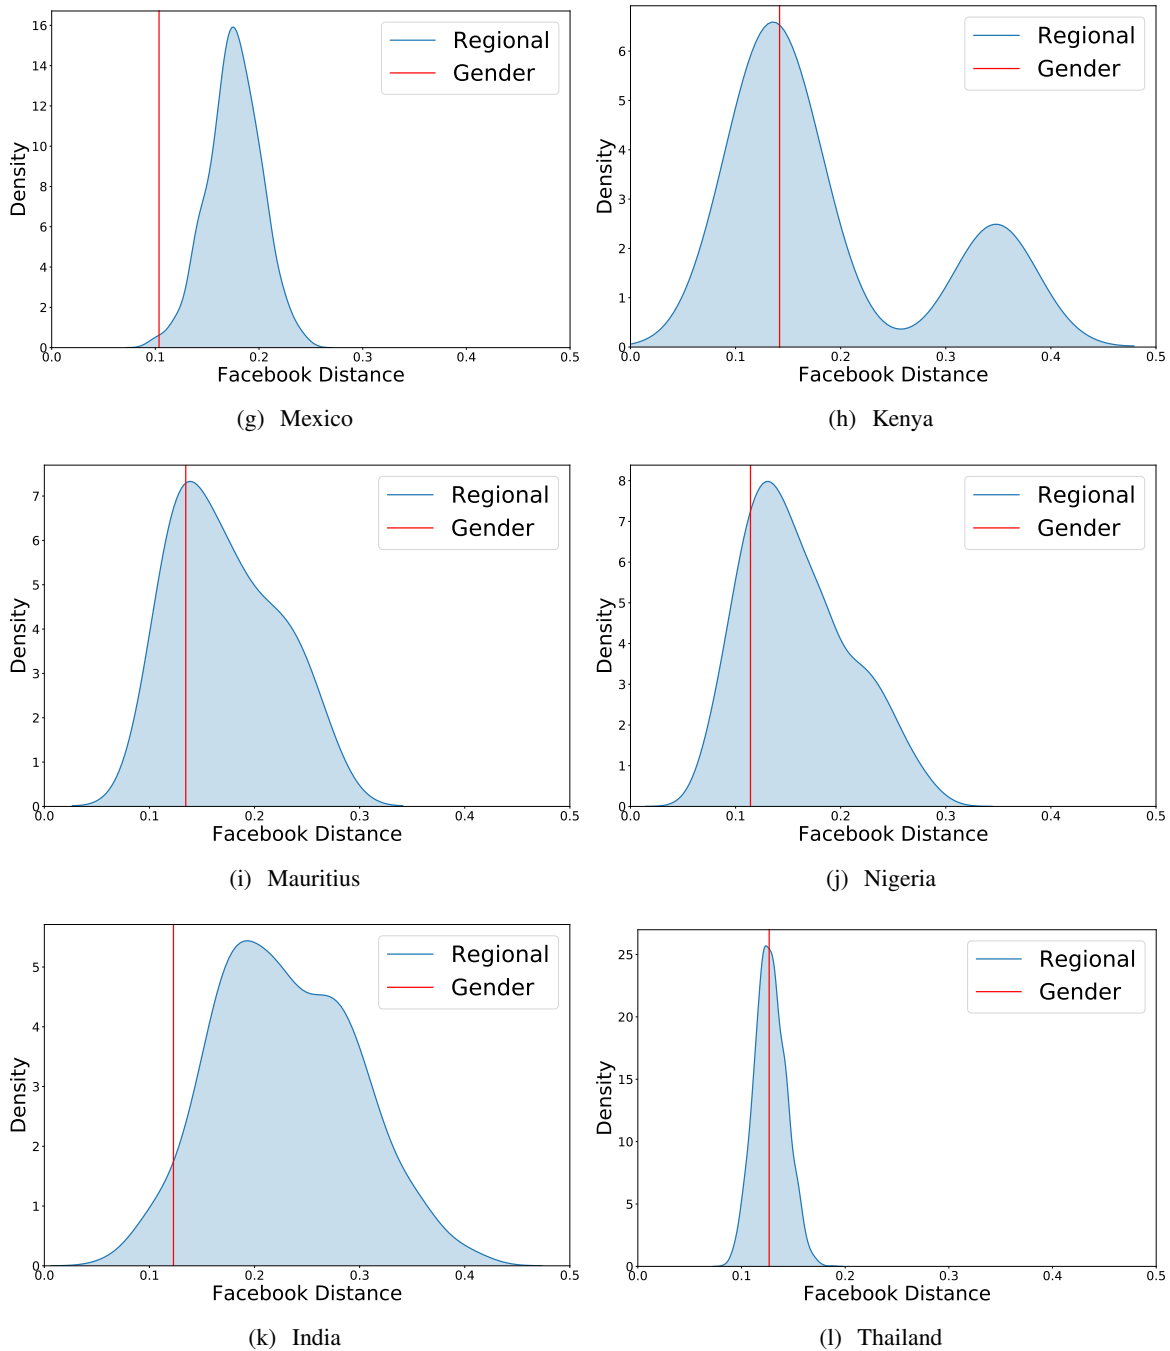 16
14
12
10
8
6
4
2
0
Density
Regional
Gender
0.0 0.1 0.2 0.3 0.4 0.5
Facebook Distance
(g) Mexico
6
5
4
3
2
1
0
Density
Regional
Gender
0.0 0.1 0.2 0.3 0.4 0.5
Facebook Distance
(h) Kenya
7
6
5
4
3
2
1
0
Density
Regional
Gender
0.0 0.1 0.2 0.3 0.4 0.5
Facebook Distance
(i) Mauritius
8
7
6
5
4
3
2
1
0
Density
Regional
Gender
0.0 0.1 0.2 0.3 0.4 0.5
Facebook Distance
(j) Nigeria
5
4
3
2
1
0
Density
Regional
Gender
0.0 0.1 0.2 0.3 0.4 0.5
Facebook Distance
(k) India
25
20
15
10
5
0
Density
Regional
Gender
0.0 0.1 0.2 0.3 0.4 0.5
Facebook Distance
(l) Thailand